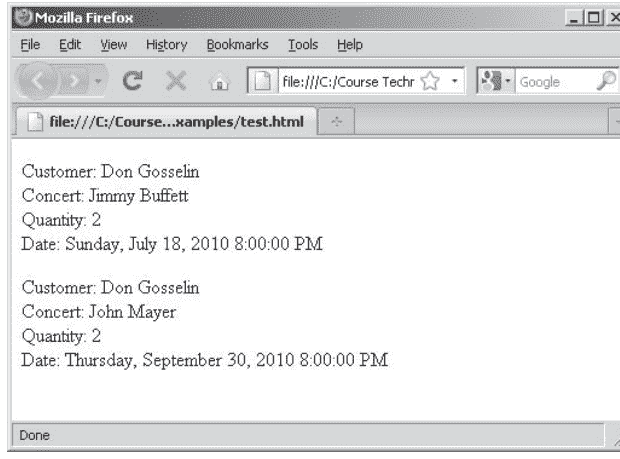 Mozilla Firefox
File Edit View History Bookmarks Tools Help
file:///C:/Course Techr
Google
file:///C:/Course...xamples/test.html
Customer: Don Gosselin
Concert: Jimmy Buffett
Quantity: 2
Date: Sunday, July 18, 2010 8:00:00 PM
Customer: Don Gosselin
Concert: John Mayer
Quantity: 2
Date: Thursday, September 30, 2010 8:00:00 PM
Done